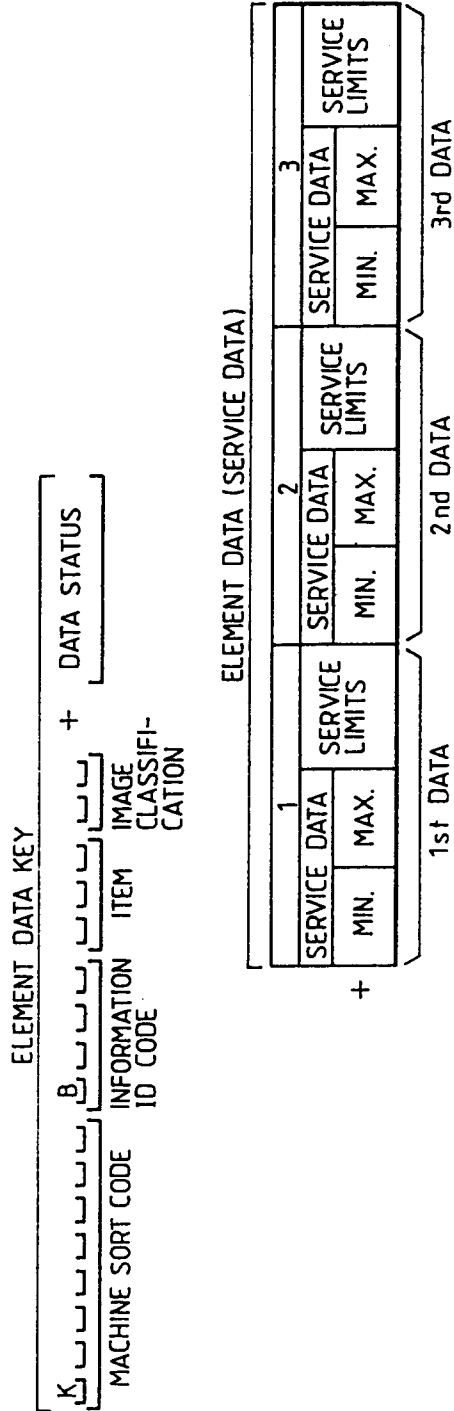 ELEMENT DATA KEY
K B + DATA STATUS
MACHINE SORT CODE
INFORMATION
ID CODE
ITEM
IMAGE
CLASSIFI-
CATION
ELEMENT DATA (SERVICE DATA)
1 2 3
SERVICE DATA SERVICE LIMITS SERVICE DATA SERVICE LIMITS SERVICE DATA SERVICE LIMITS
+ MIN. MAX. MIN. MAX. MIN. MAX.
1st DATA 2nd DATA 3rd DATA